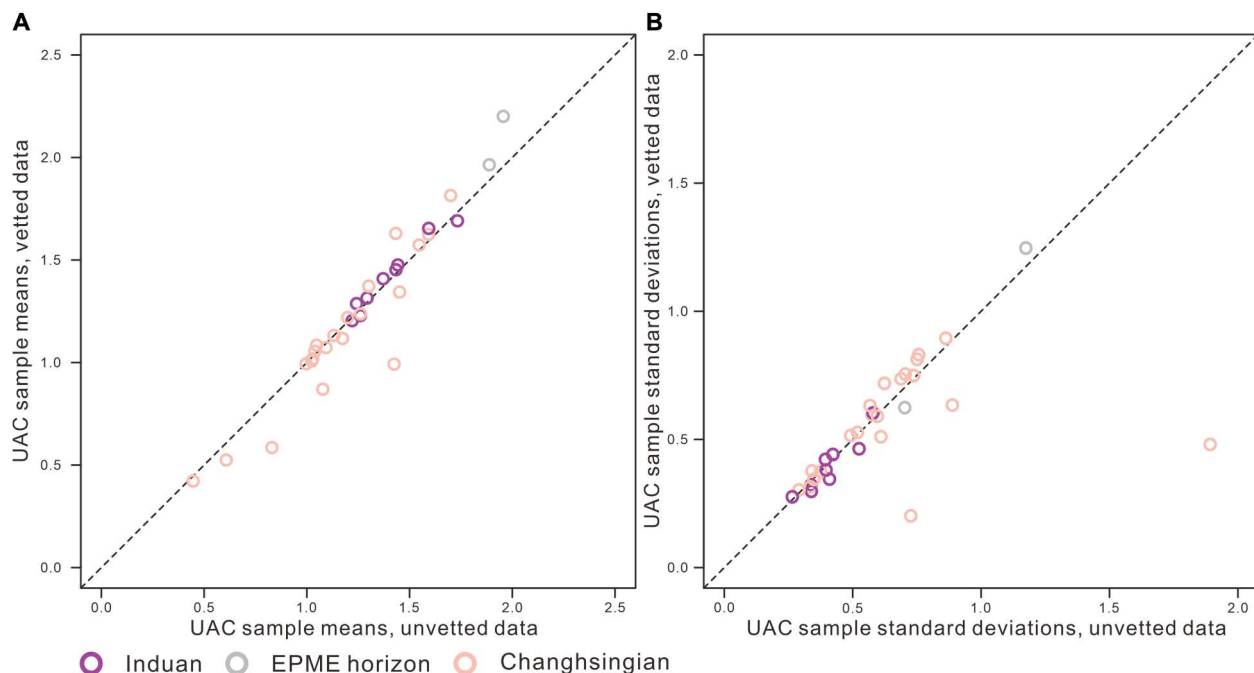 A
UAC sample means, vetted data
2.5
2.0
1.5
1.0
0.5
0.0
0.0 0.5 1.0 1.5 2.0 2.5
UAC sample means, unvetted data
B
UAC sample standard deviations, vetted data
2.0
1.5
1.0
0.5
0.0
0.0 0.5 1.0 1.5 2.0
UAC sample standard deviations, unvetted data
Induan EPME horizon Changhsingian